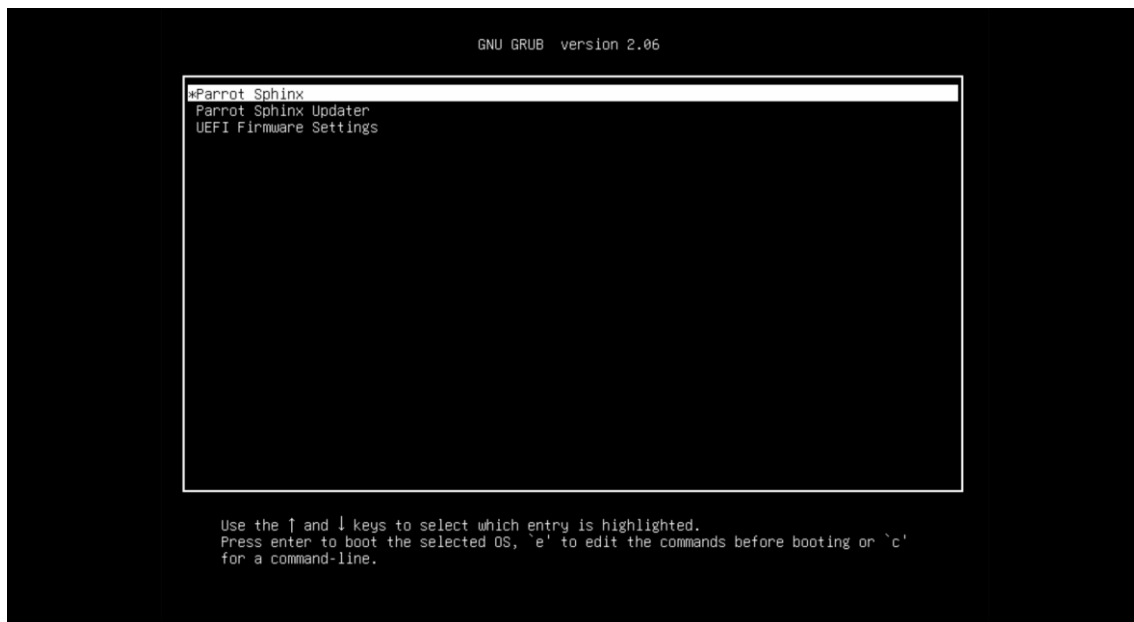 GNU GRUB version 2.06
*Parrot Sphinx
Parrot Sphinx Updater
UEFI Firmware Settings
Use the ↑ and ↓ keys to select which entry is highlighted.
Press enter to boot the selected OS, `e' to edit the commands before booting or `c'
for a command-line.